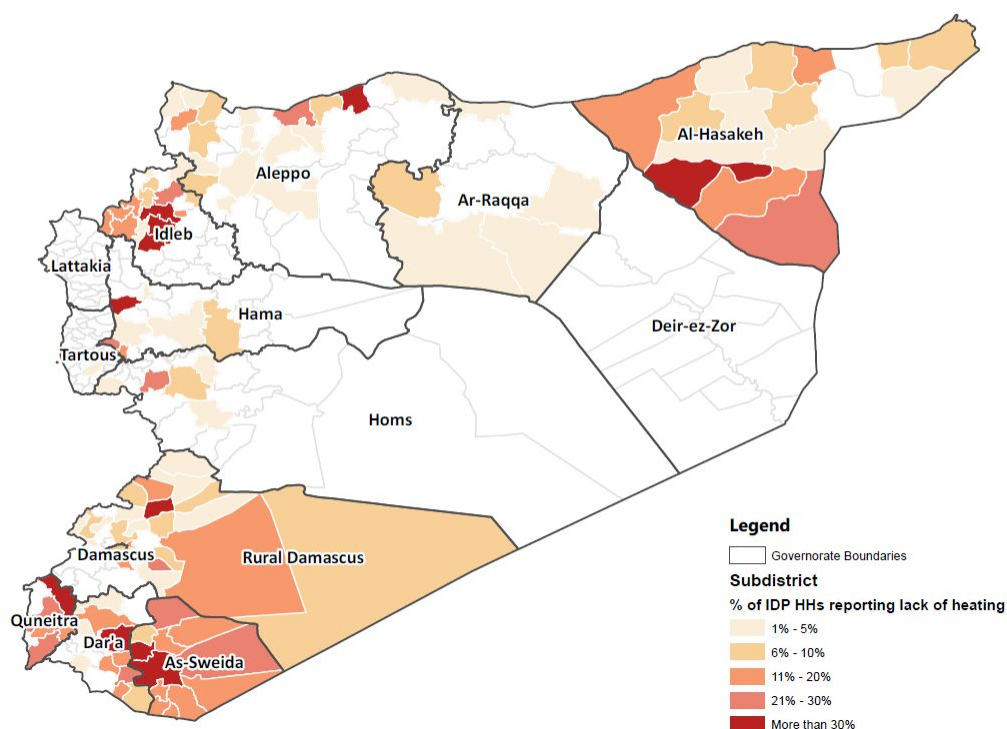 Al-Hasakeh
Aleppo
Ar-Raqqa
Idleb
Lattakia
Hama
Deir-ez-Zor
Tartous
Homs
Damascus
Rural Damascus
Quneitra
Dar'a
As-Sweida
Legend
Governorate Boundaries
Subdistrict
% of IDP HHs reporting lack of heating
1% - 5%
6% - 10%
11% - 20%
21% - 30%
More than 30%